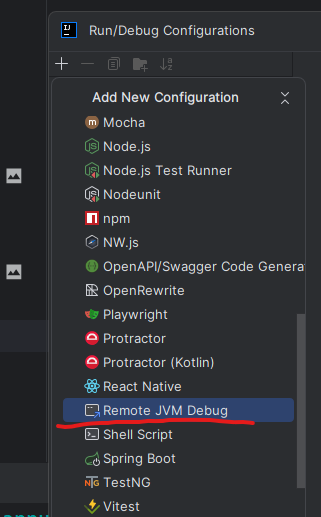 Run/Debug Configurations
Add New Configuration
Mocha
Node.js
Node.js Test Runner
Nodeunit
npm
NW.js
OpenAPI/Swagger Code Genera
OpenRewrite
Playwright
Protractor
Protractor (Kotlin)
React Native
Remote JVM Debug
Shell Script
Spring Boot
TestNG
Vitest